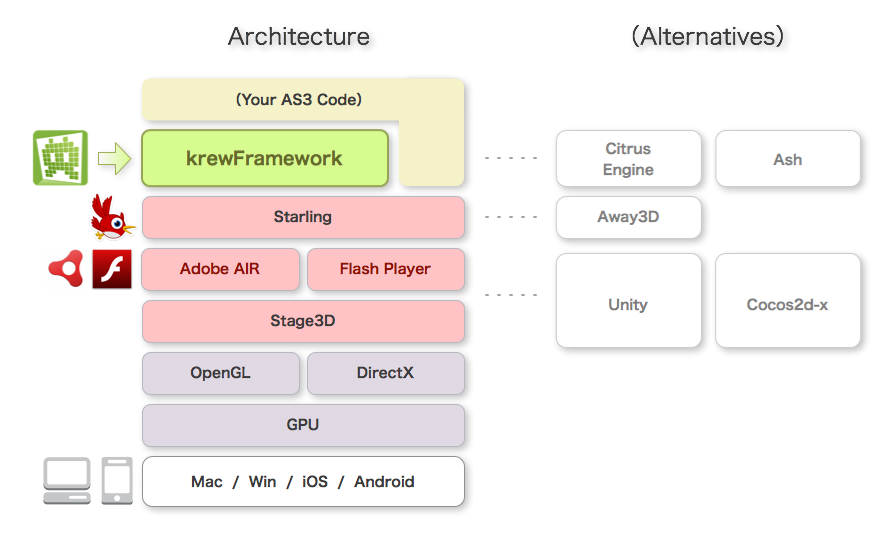 Architecture
(Alternatives)
(Your AS3 Code)
krewFramework
Citrus
Engine
Ash
Starling
Away3D
Adobe AIR
Flash Player
Unity
Cocos2d-x
Stage3D
OpenGL
DirectX
GPU
Mac / Win / iOS / Android